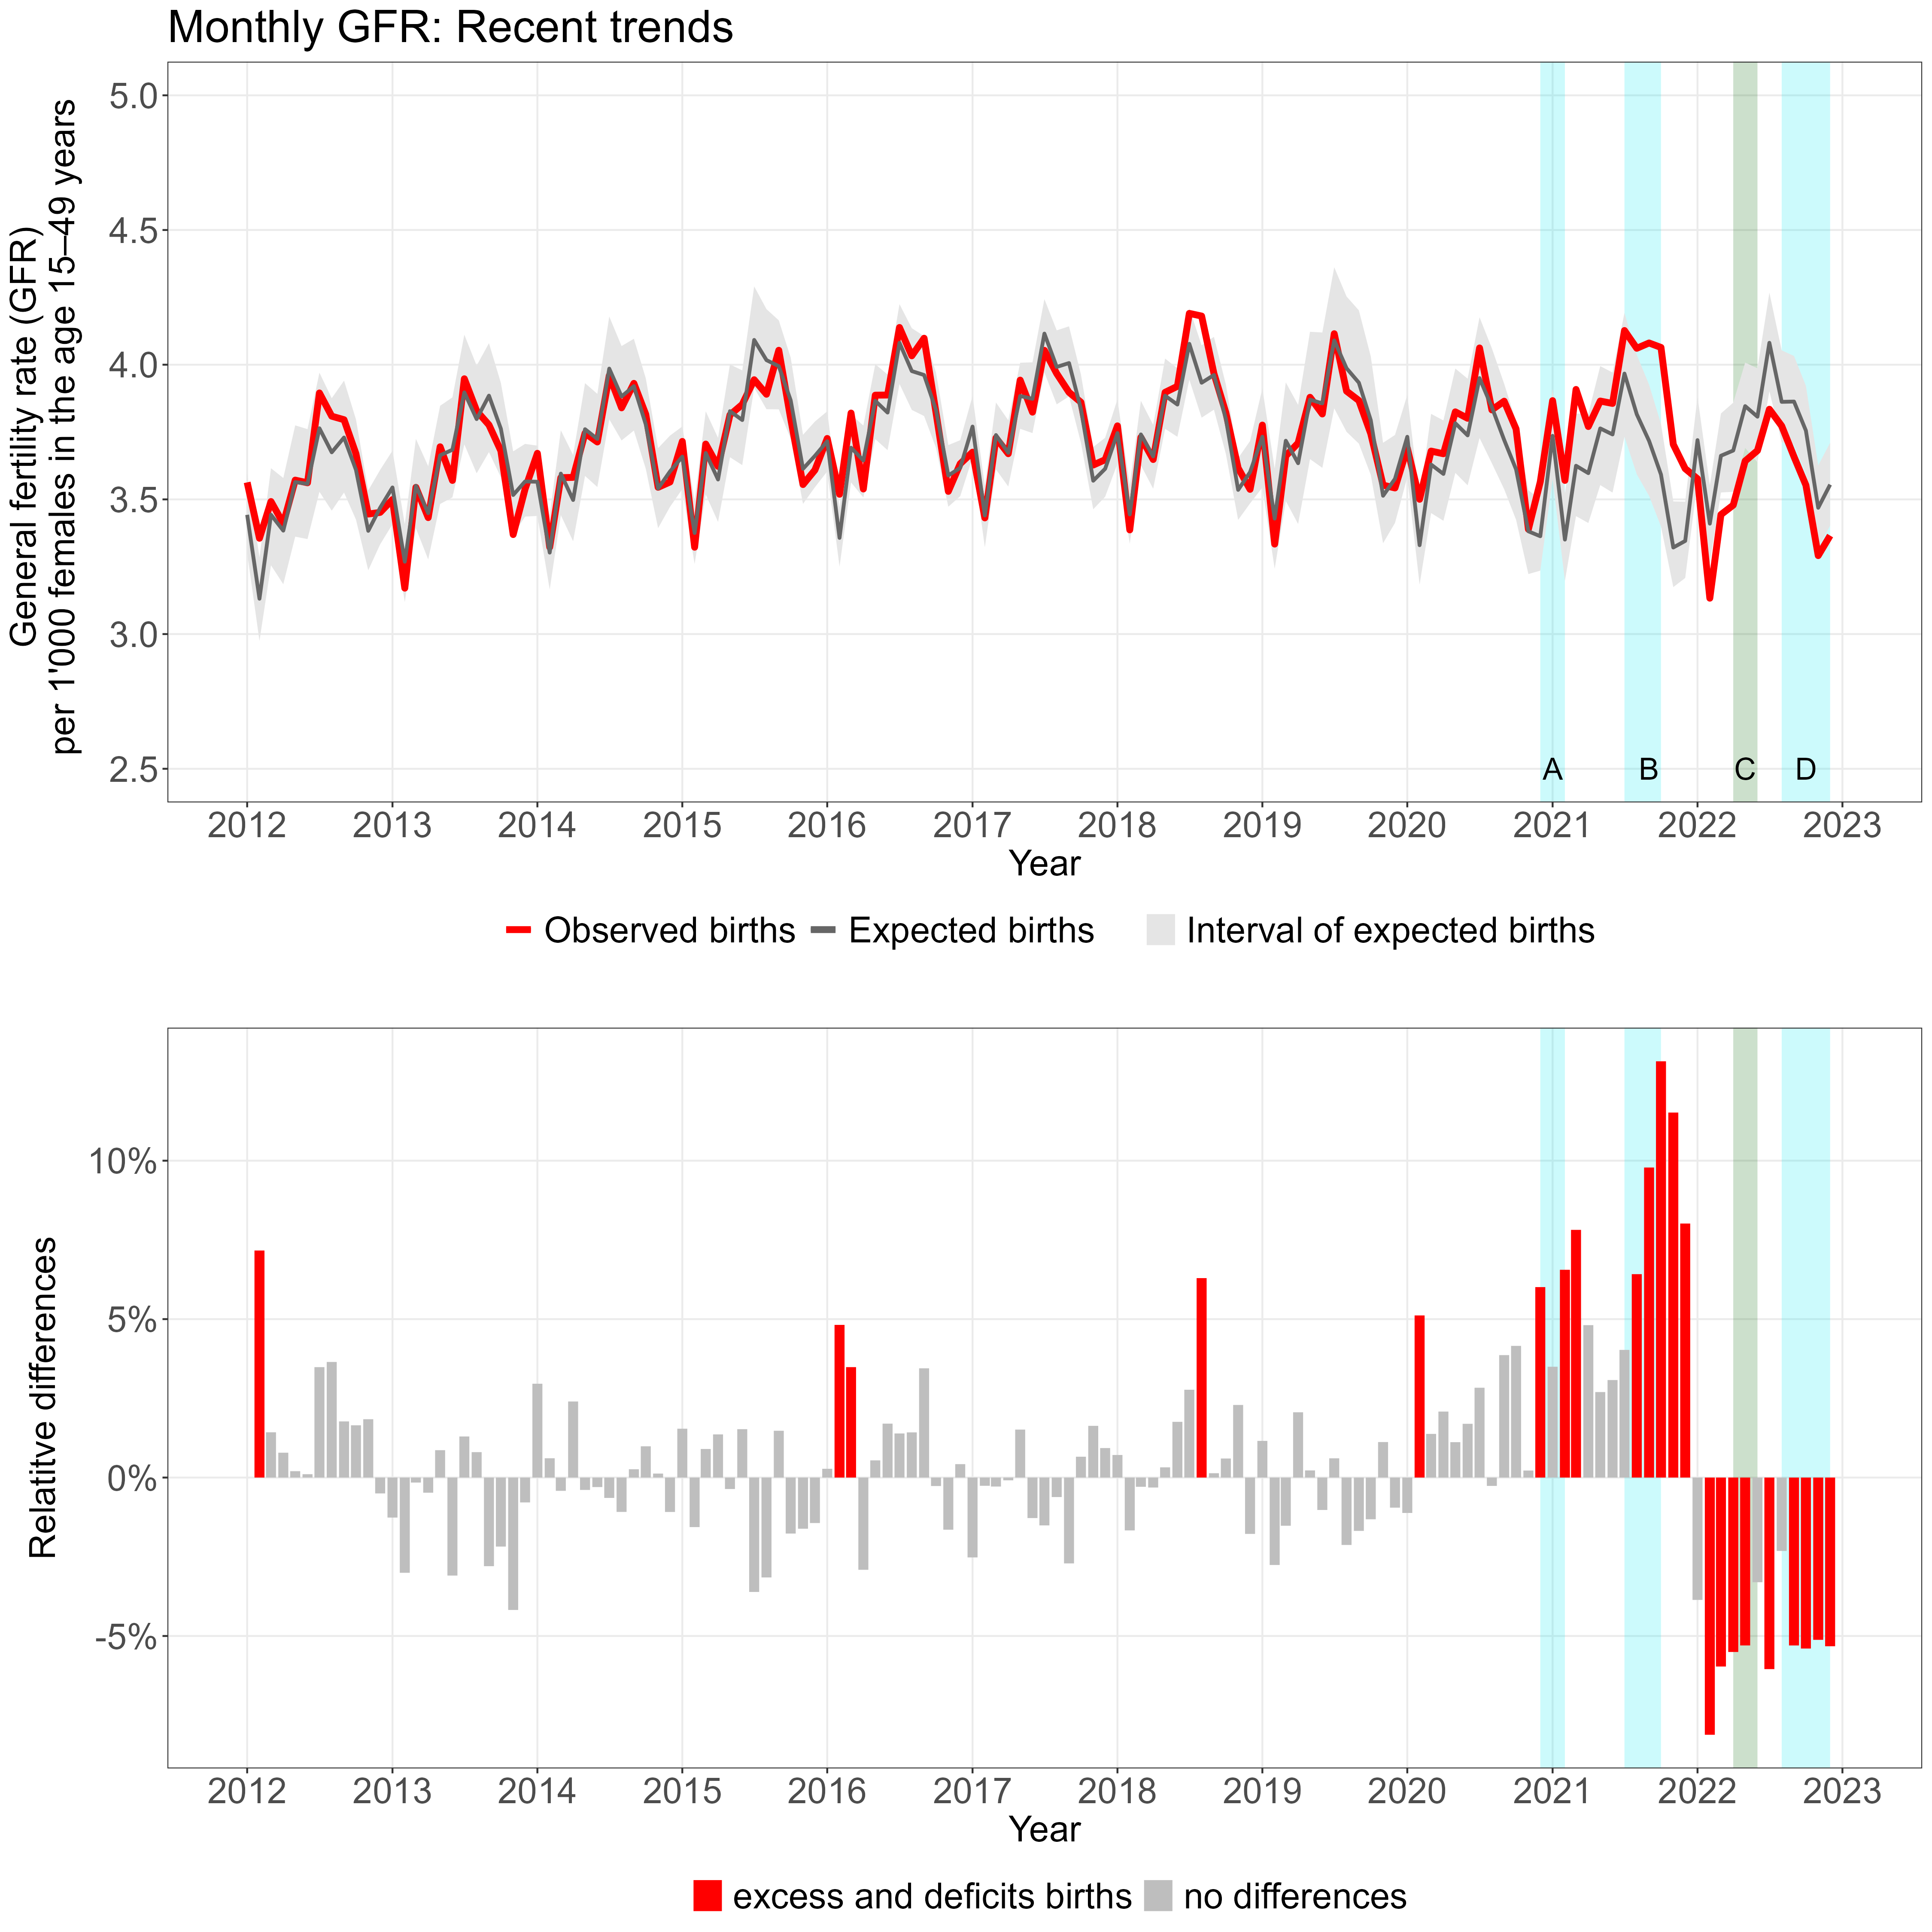 Monthly GFR: Recent trends
General fertility rate (GFR)
per 1'000 females in the age 15–49 years
5.0
4.5
4.0
3.5
3.0
2.5
A B C D
2012 2013 2014 2015 2016 2017 2018 2019 2020 2021 2022 2023
Year
Observed births Expected births Interval of expected births
Relatitve differences
10%
5%
0%
-5%
2012 2013 2014 2015 2016 2017 2018 2019 2020 2021 2022 2023
Year
excess and deficits births no differences